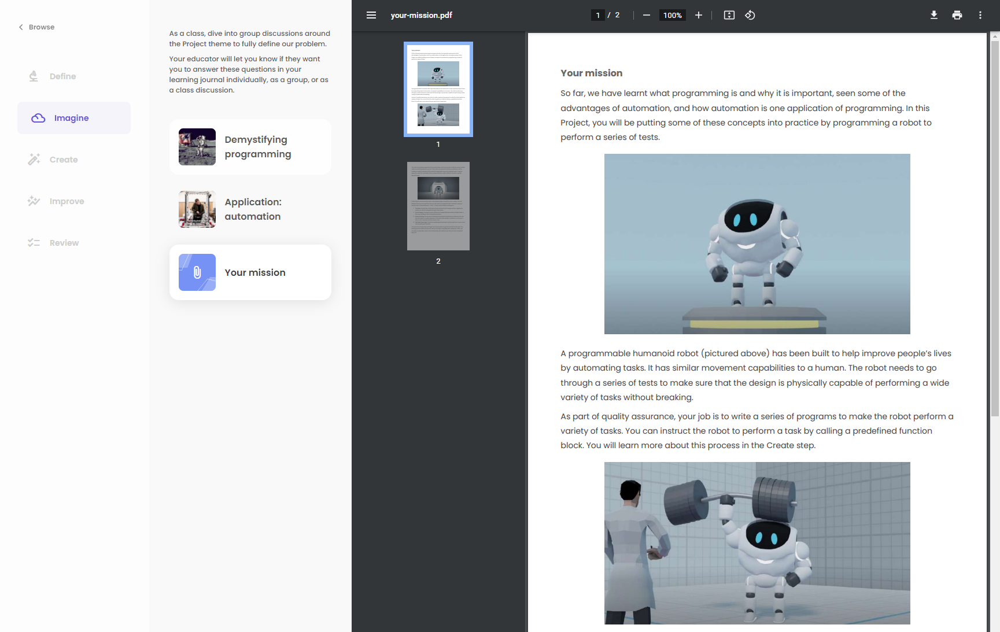 Browse
Define
Imagine
Create
Improve
Review
As a class, dive into group discussions around
the Project theme to fully define our problem.
Your educator will let you know if they want
you to answer these questions in your
learning journal individually, as a group, or as
a class discussion.
Demystifying
programming
Application:
automation
Your mission
your-mission.pdf
1 / 2
100%
1
2
Your mission
So far, we have learnt what programming is and why it is important, seen some of the
advantages of automation, and how automation is one application of programming. In this
Project, you will be putting some of these concepts into practice by programming a robot to
perform a series of tests.
A programmable humanoid robot (pictured above) has been built to help improve people's lives
by automating tasks. It has similar movement capabilities to a human. The robot needs to go
through a series of tests to make sure that the design is physically capable of performing a wide
variety of tasks without breaking.
As part of quality assurance, your job is to write a series of programs to make the robot perform a
variety of tasks. You can instruct the robot to perform a task by calling a predefined function
block. You will learn more about this process in the Create step.